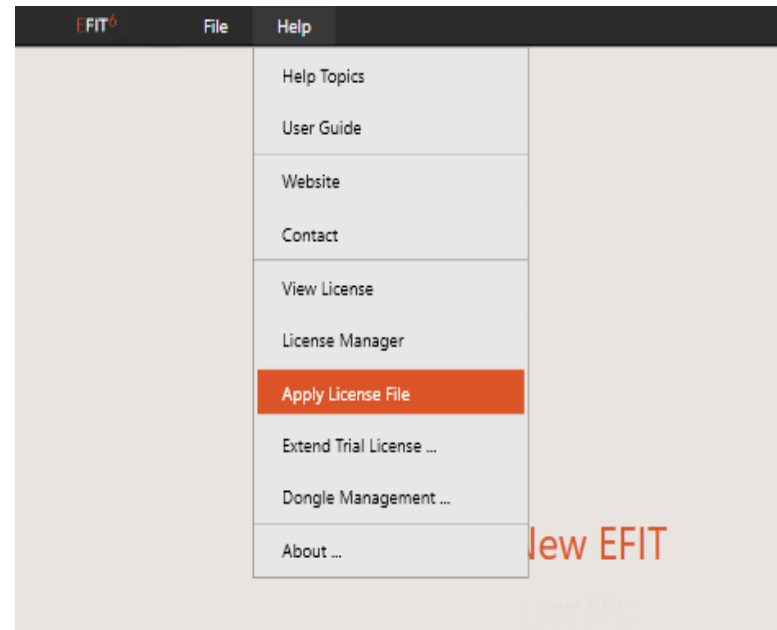 EFIT6 File Help
Help Topics
User Guide
Website
Contact
View License
License Manager
Apply License File
Extend Trial License ...
Dongle Management ...
About ...
EFIT